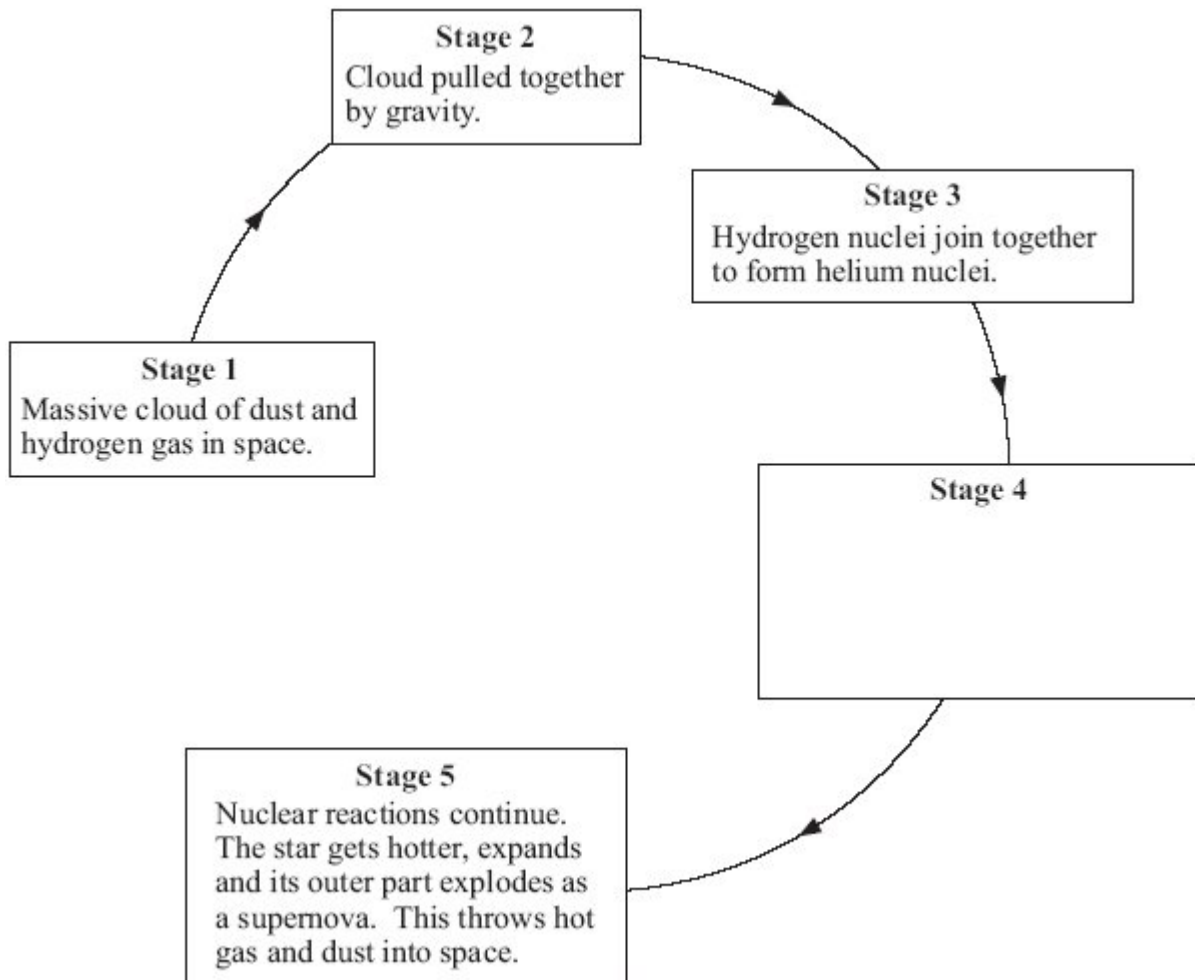 Stage 1
Massive cloud of dust and
hydrogen gas in space.
Stage 2
Cloud pulled together
by gravity.
Stage 3
Hydrogen nuclei join together
to form helium nuclei.
Stage 4
Stage 5
Nuclear reactions continue.
The star gets hotter, expands
and its outer part explodes as
a supernova.  This throws hot
gas and dust into space.